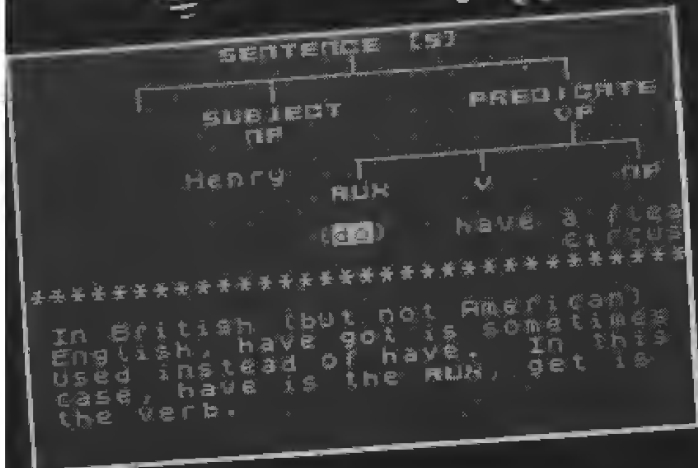 SENTENCE [S]
SUBJECT PREDICATE
NP VP
Henry AUX V NP
(do) have a flea
circus
*********************************
In British (but not American)
English, have got is sometimes
used instead of have. In this
case, have is the AUX, get is
the verb.